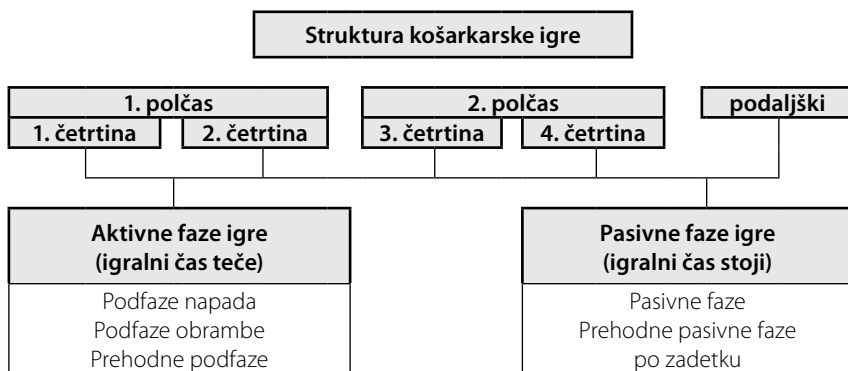 Struktura košarkarske igre
1. polčas
2. polčas
podaljški
1. četrtina
2. četrtina
3. četrtina
4. četrtina
Aktivne faze igre
(igralni čas teče)
Podfaze napada
Podfaze obrambe
Prehodne podfaze
Pasivne faze igre
(igralni čas stoji)
Pasivne faze
Prehodne pasivne faze
po zadetku